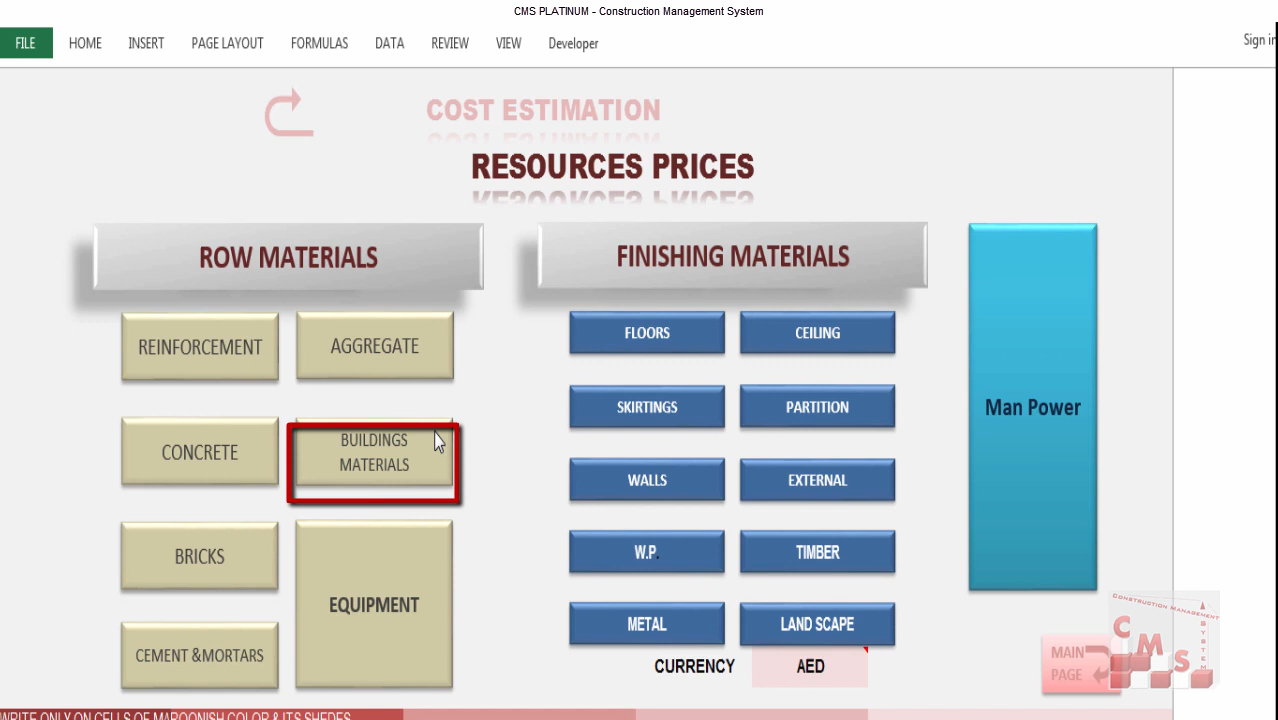 CMS PLATINUM - Construction Management System
FILE HOME INSERT PAGE LAYOUT FORMULAS DATA REVIEW VIEW Developer
Sign in
COST ESTIMATION
RESOURCES PRICES
ROW MATERIALS
FINISHING MATERIALS
REINFORCEMENT
AGGREGATE
FLOORS
CEILING
CONCRETE
BUILDINGS
MATERIALS
SKIRTINGS
PARTITION
Man Power
WALLS
EXTERNAL
BRICKS
EQUIPMENT
W.P.
TIMBER
CEMENT &MORTARS
METAL
LAND SCAPE
CURRENCY
AED
MAIN
PAGE
CONSTRUCTION MANAGEMENT
SYSTEM
CMS
WRITE ONLY ON CELLS OF MAROONISH COLOR & ITS SHEDES